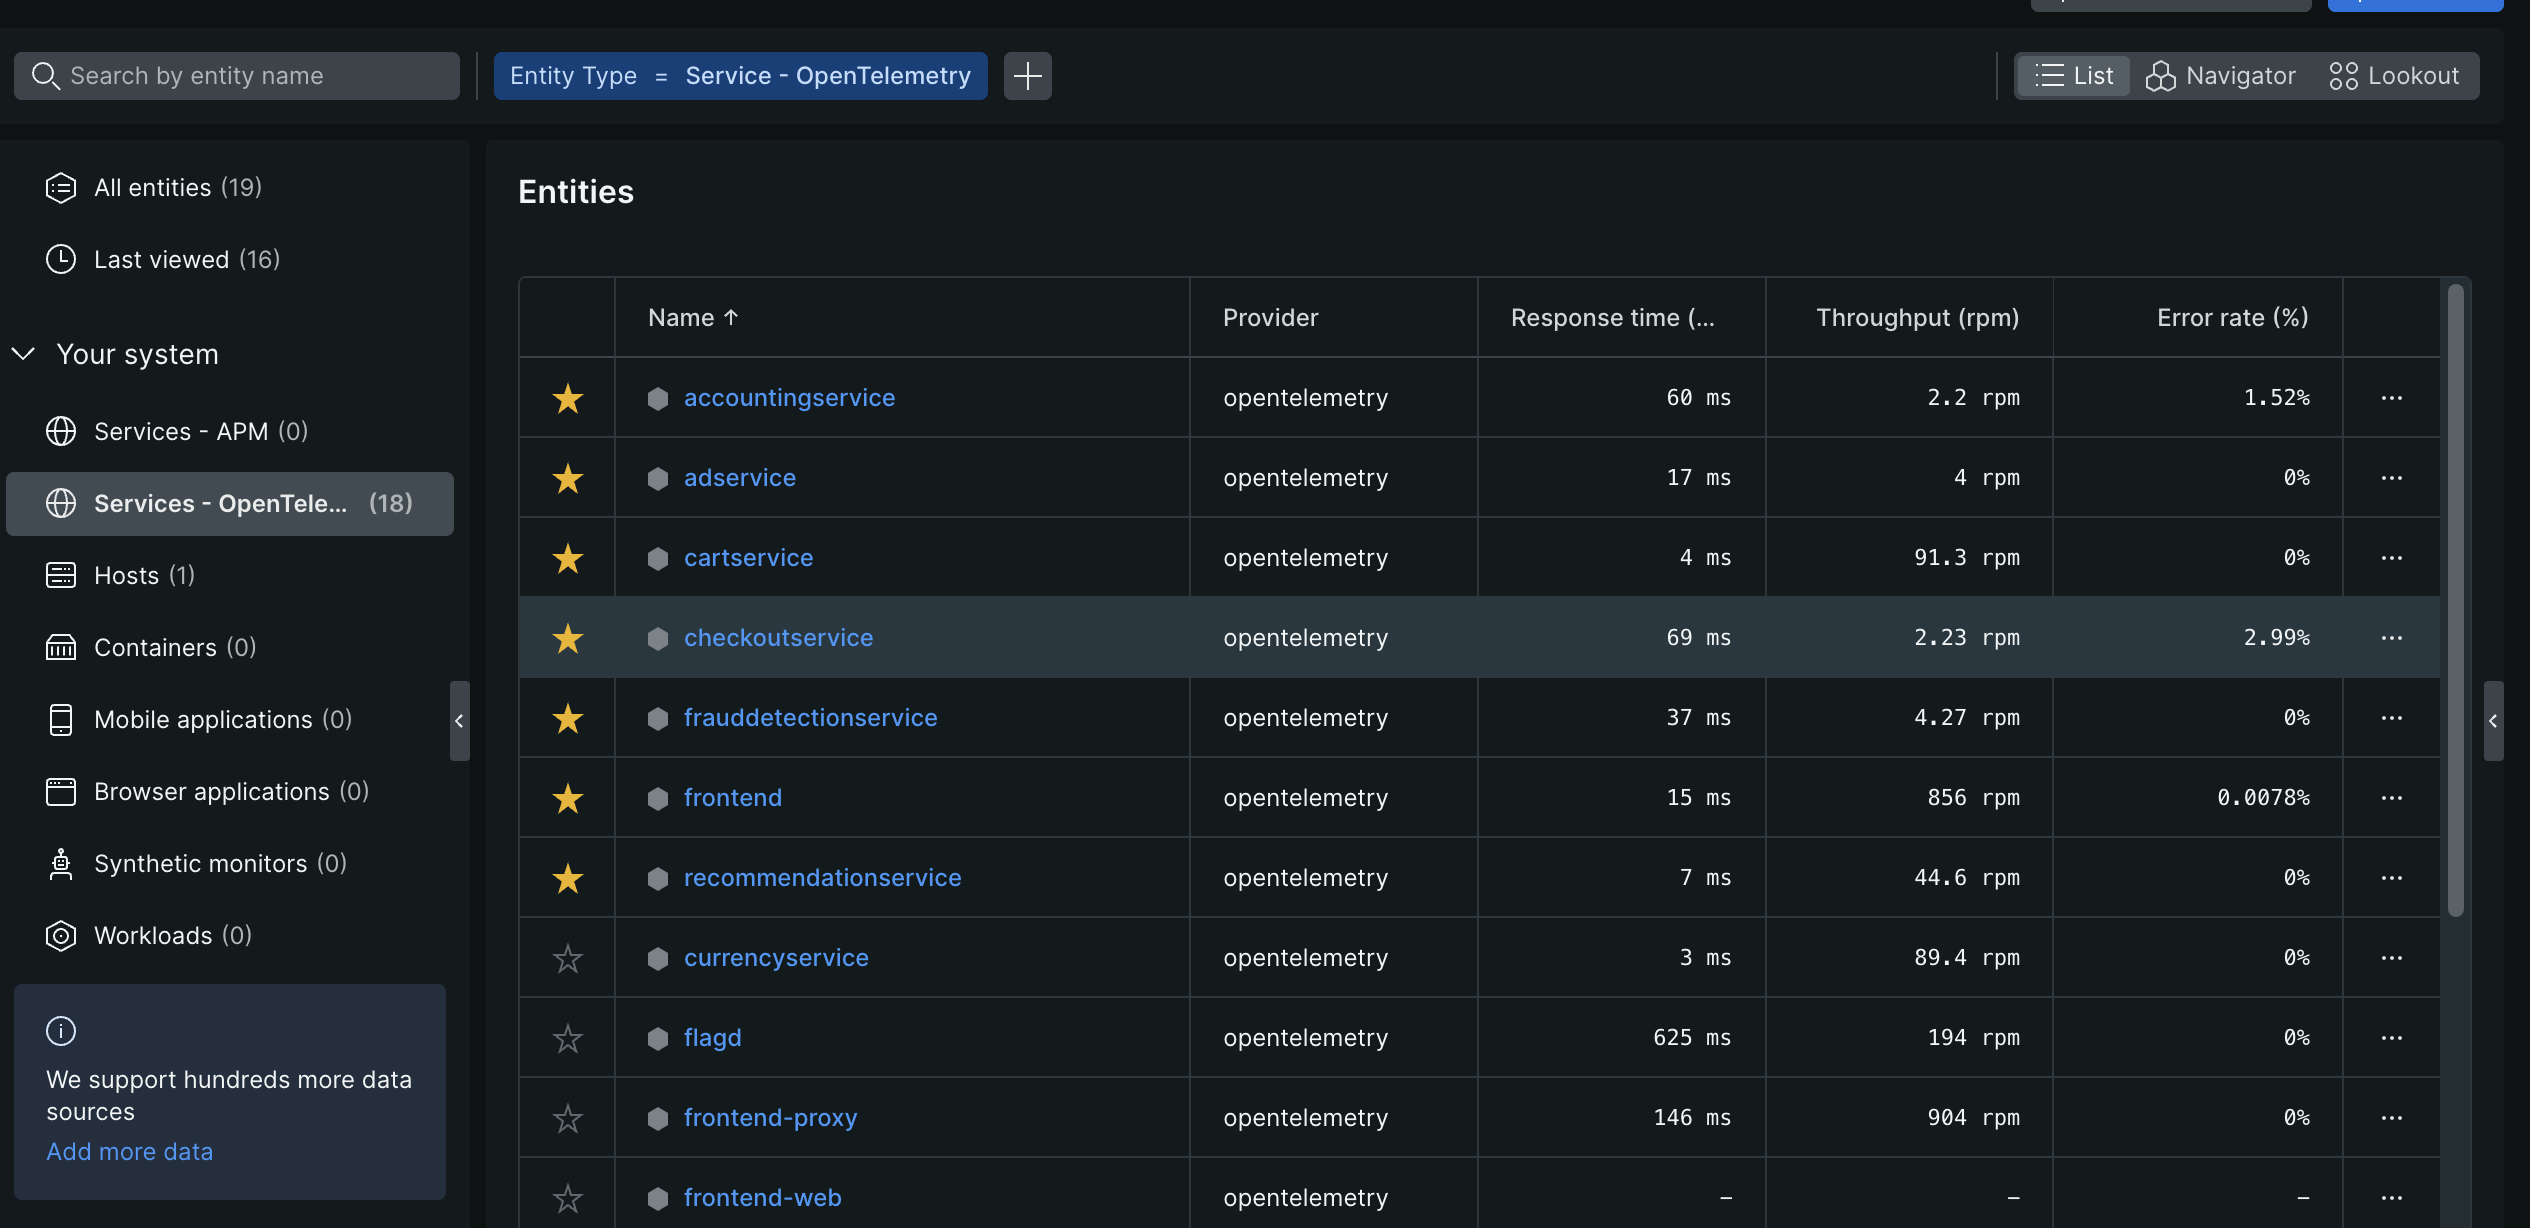 Search by entity name
Entity Type = Service - OpenTelemetry
List Navigator Lookout
All entities (19)
Last viewed (16)
Your system
Services - APM (0)
Services - OpenTele... (18)
Hosts (1)
Containers (0)
Mobile applications (0)
Browser applications (0)
Synthetic monitors (0)
Workloads (0)
We support hundreds more data
sources
Add more data
Entities
Name ↑ Provider Response time (... Throughput (rpm) Error rate (%)
accountingservice opentelemetry 60 ms 2.2 rpm 1.52% ...
adservice opentelemetry 17 ms 4 rpm 0% ...
cartservice opentelemetry 4 ms 91.3 rpm 0% ...
checkoutservice opentelemetry 69 ms 2.23 rpm 2.99% ...
frauddetectionservice opentelemetry 37 ms 4.27 rpm 0% ...
frontend opentelemetry 15 ms 856 rpm 0.0078% ...
recommendationservice opentelemetry 7 ms 44.6 rpm 0% ...
currencyservice opentelemetry 3 ms 89.4 rpm 0% ...
flagd opentelemetry 625 ms 194 rpm 0% ...
frontend-proxy opentelemetry 146 ms 904 rpm 0% ...
frontend-web opentelemetry – – – ...